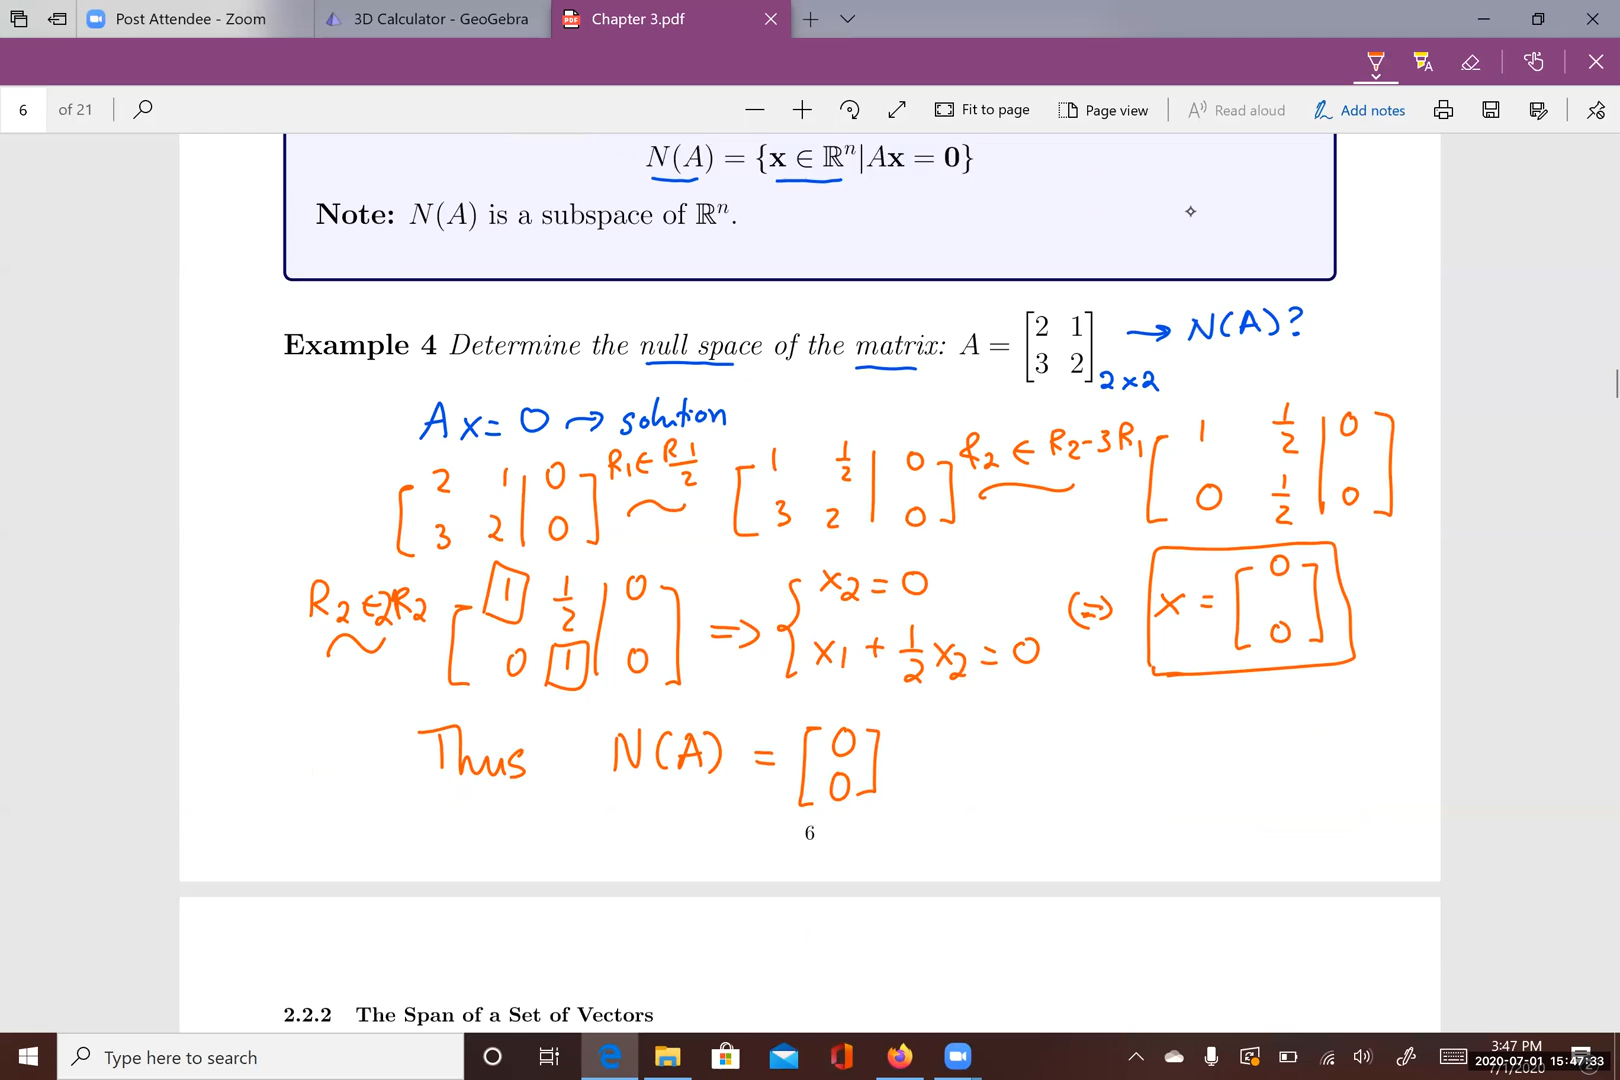 Post Attendee - Zoom
3D Calculator - GeoGebra
Chapter 3.pdf
6 of 21
Fit to page
Page view
Read aloud
Add notes
N(A) = {x ∈ ℝⁿ|Ax = 0}
Note: N(A) is a subspace of ℝⁿ.
Example 4 Determine the null space of the matrix: A = [2 1; 3 2] 2x2 → N(A)?
Ax = 0 → solution
[2 1 | 0; 3 2 | 0] R1 ← R1/2 ~ [1 1/2 | 0; 3 2 | 0] R2 ← R2-3R1 ~ [1 1/2 | 0; 0 1/2 | 0]
R2 ← 2R2 ~ [1 1/2 | 0; 0 1 | 0] => { x2 = 0; x1 + 1/2 x2 = 0 <=> x = [0; 0]
Thus N(A) = [0; 0]
6
2.2.2 The Span of a Set of Vectors
Type here to search
3:47 PM
2020-07-01 15:47:33
7/1/2020